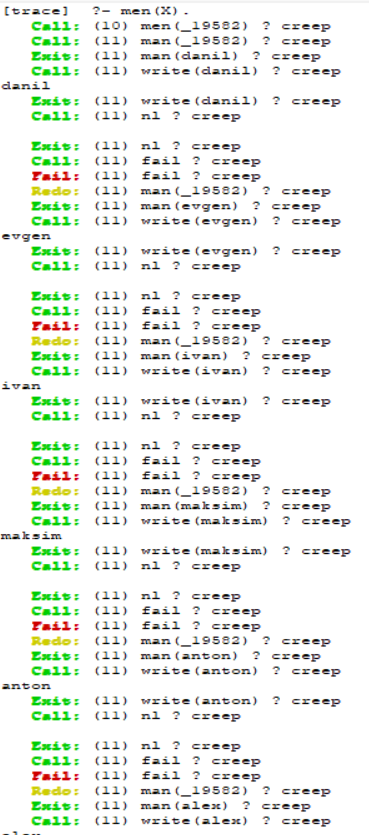 [trace] ?- men(X).
Call: (10) men(_19582) ? creep
Call: (11) man(_19582) ? creep
Exit: (11) man(danil) ? creep
Call: (11) write(danil) ? creep
danil
Exit: (11) write(danil) ? creep
Call: (11) nl ? creep
Exit: (11) nl ? creep
Call: (11) fail ? creep
Fail: (11) fail ? creep
Redo: (11) man(_19582) ? creep
Exit: (11) man(evgen) ? creep
Call: (11) write(evgen) ? creep
evgen
Exit: (11) write(evgen) ? creep
Call: (11) nl ? creep
Exit: (11) nl ? creep
Call: (11) fail ? creep
Fail: (11) fail ? creep
Redo: (11) man(_19582) ? creep
Exit: (11) man(ivan) ? creep
Call: (11) write(ivan) ? creep
ivan
Exit: (11) write(ivan) ? creep
Call: (11) nl ? creep
Exit: (11) nl ? creep
Call: (11) fail ? creep
Fail: (11) fail ? creep
Redo: (11) man(_19582) ? creep
Exit: (11) man(maksim) ? creep
Call: (11) write(maksim) ? creep
maksim
Exit: (11) write(maksim) ? creep
Call: (11) nl ? creep
Exit: (11) nl ? creep
Call: (11) fail ? creep
Fail: (11) fail ? creep
Redo: (11) man(_19582) ? creep
Exit: (11) man(anton) ? creep
Call: (11) write(anton) ? creep
anton
Exit: (11) write(anton) ? creep
Call: (11) nl ? creep
Exit: (11) nl ? creep
Call: (11) fail ? creep
Fail: (11) fail ? creep
Redo: (11) man(_19582) ? creep
Exit: (11) man(alex) ? creep
Call: (11) write(alex) ? creep